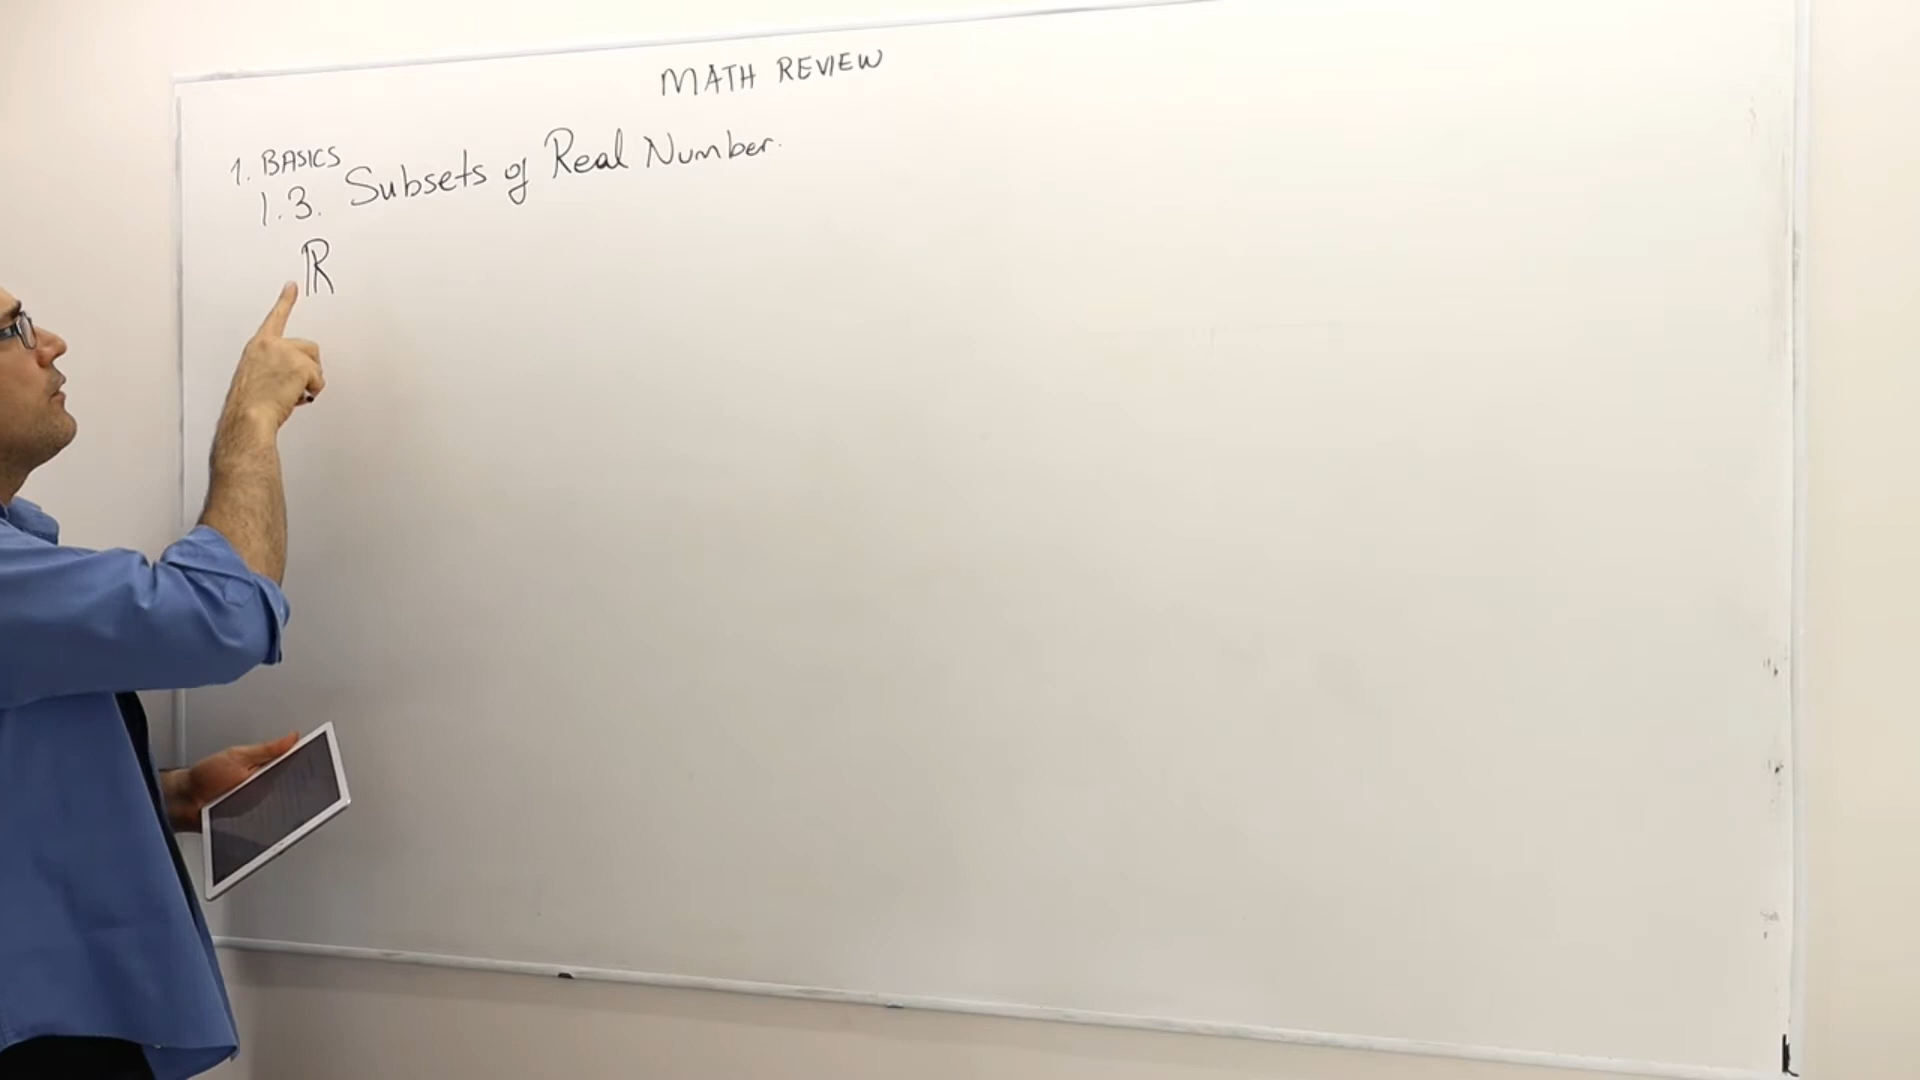 MATH REVIEW
1. BASICS
1.3. Subsets of Real Number.
ℝ